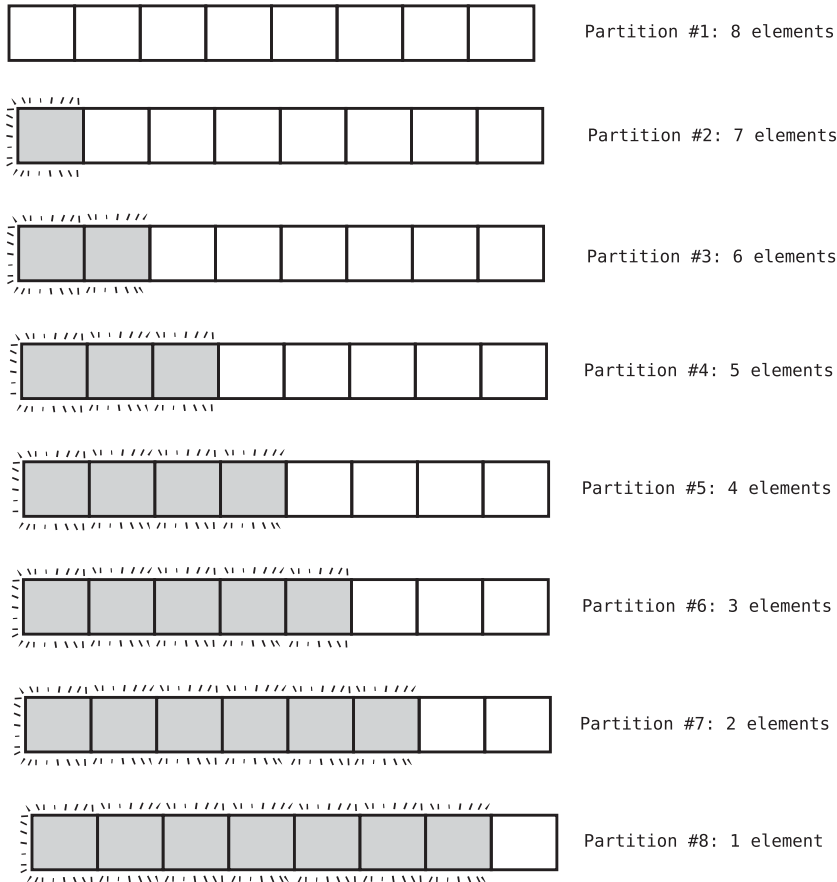 Partition #1: 8 elements
Partition #2: 7 elements
Partition #3: 6 elements
Partition #4: 5 elements
Partition #5: 4 elements
Partition #6: 3 elements
Partition #7: 2 elements
Partition #8: 1 element